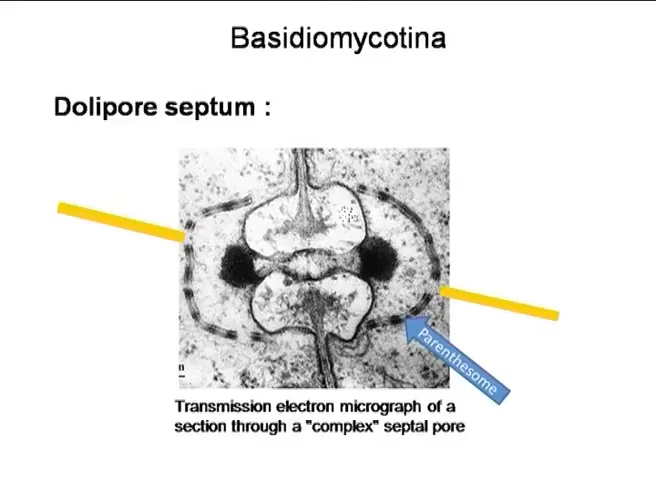 Basidiomycotina
Dolipore septum :
Parenthesome
Transmission electron micrograph of a
section through a "complex" septal pore